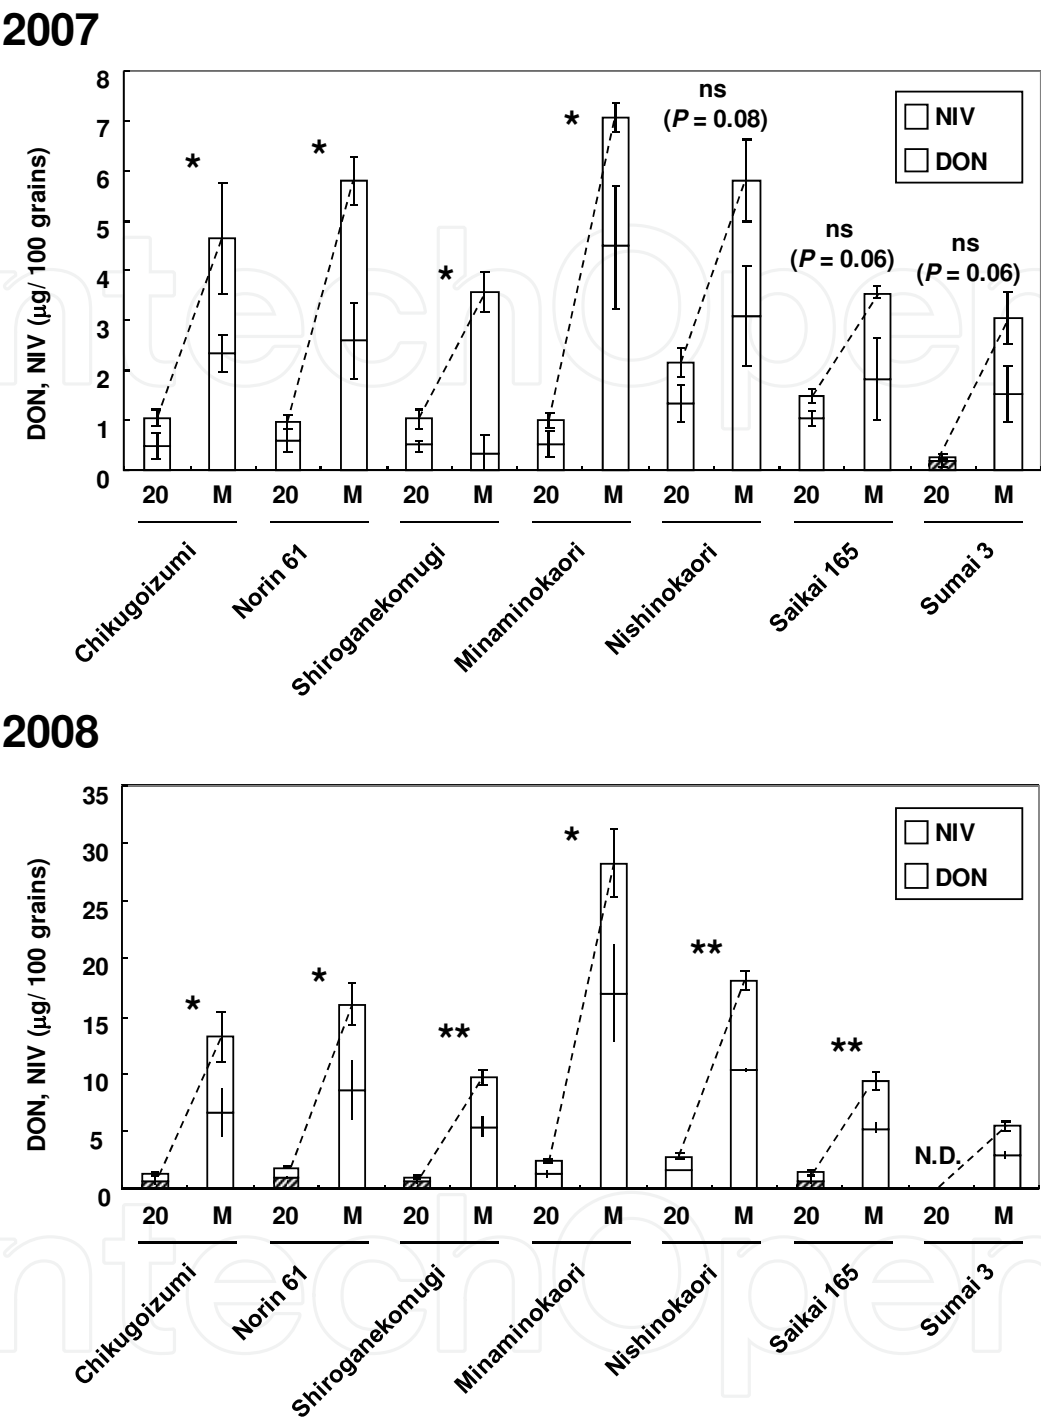 2007
DON, NIV (μg/ 100 grains)
8
7
6
5
4
3
2
1
0
*
*
*
*
ns
(P = 0.08)
ns
(P = 0.06)
ns
(P = 0.06)
NIV
DON
20 M 20 M 20 M 20 M 20 M 20 M 20 M
Chikugoizumi
Norin 61
Shiroganekomugi
Minaminokaori
Nishinokaori
Saikai 165
Sumai 3
2008
DON, NIV (μg/ 100 grains)
35
30
25
20
15
10
5
0
*
*
**
*
**
**
N.D.
NIV
DON
20 M 20 M 20 M 20 M 20 M 20 M 20 M
Chikugoizumi
Norin 61
Shiroganekomugi
Minaminokaori
Nishinokaori
Saikai 165
Sumai 3
IntechOpen
IntechOpen